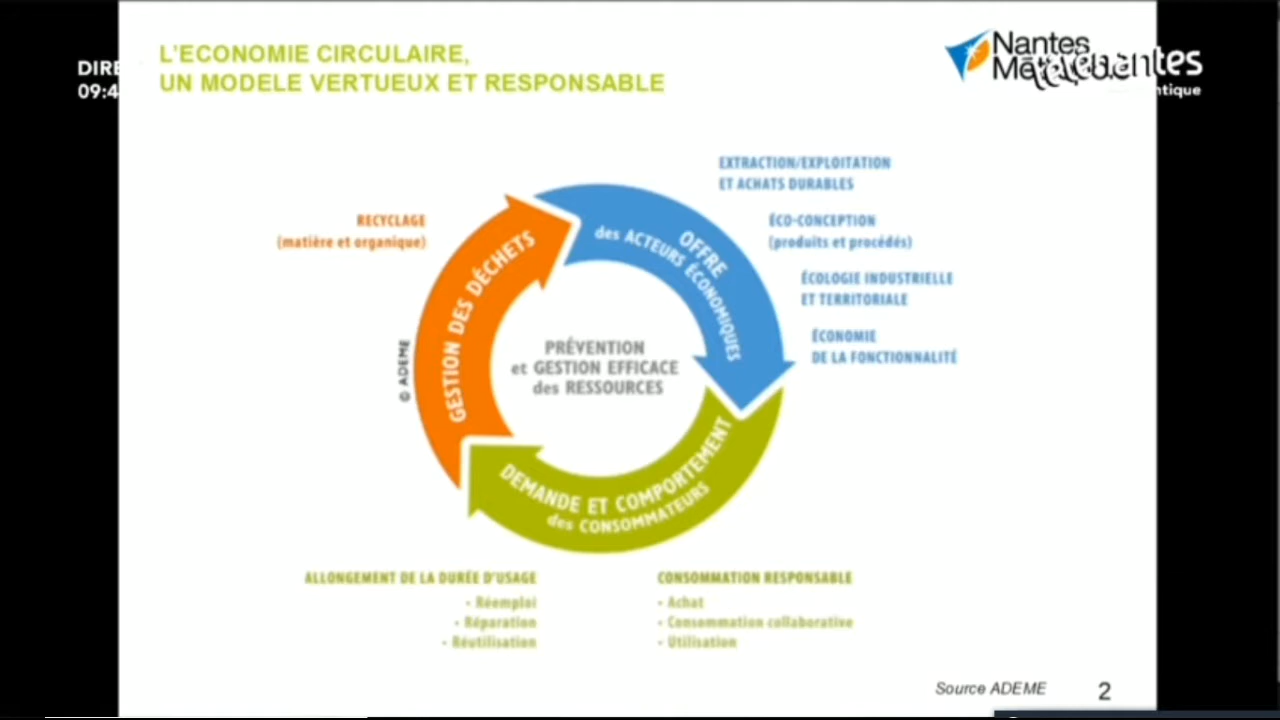 L'ECONOMIE CIRCULAIRE,
UN MODELE VERTUEUX ET RESPONSABLE
DIRE
09:4
Nantes
ntes
ntique
EXTRACTION/EXPLOITATION
ET ACHATS DURABLES
ÉCO-CONCEPTION
(produits et procédés)
ÉCOLOGIE INDUSTRIELLE
ET TERRITORIALE
ÉCONOMIE
DE LA FONCTIONNALITÉ
RECYCLAGE
(matière et organique)
OFFRE
des ACTEURS ÉCONOMIQUES
GESTION DES DÉCHETS
PRÉVENTION
et GESTION EFFICACE
des RESSOURCES
© ADEME
DEMANDE ET COMPORTEMENT
des CONSOMMATEURS
ALLONGEMENT DE LA DURÉE D'USAGE
- Réemploi
- Réparation
- Réutilisation
CONSOMMATION RESPONSABLE
- Achat
- Consommation collaborative
- Utilisation
Source ADEME
2